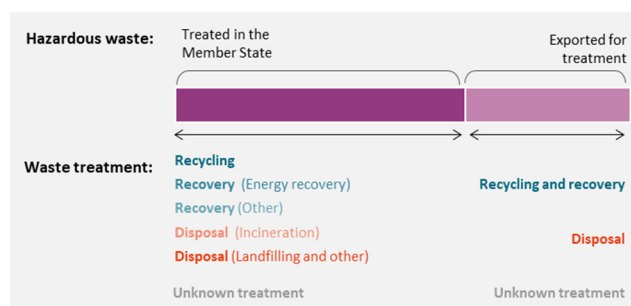 Hazardous waste:
Treated in the
Member State
Exported for
treatment
Waste treatment:
Recycling
Recovery (Energy recovery)
Recovery (Other)
Disposal (Incineration)
Disposal (Landfilling and other)
Unknown treatment
Recycling and recovery
Disposal
Unknown treatment